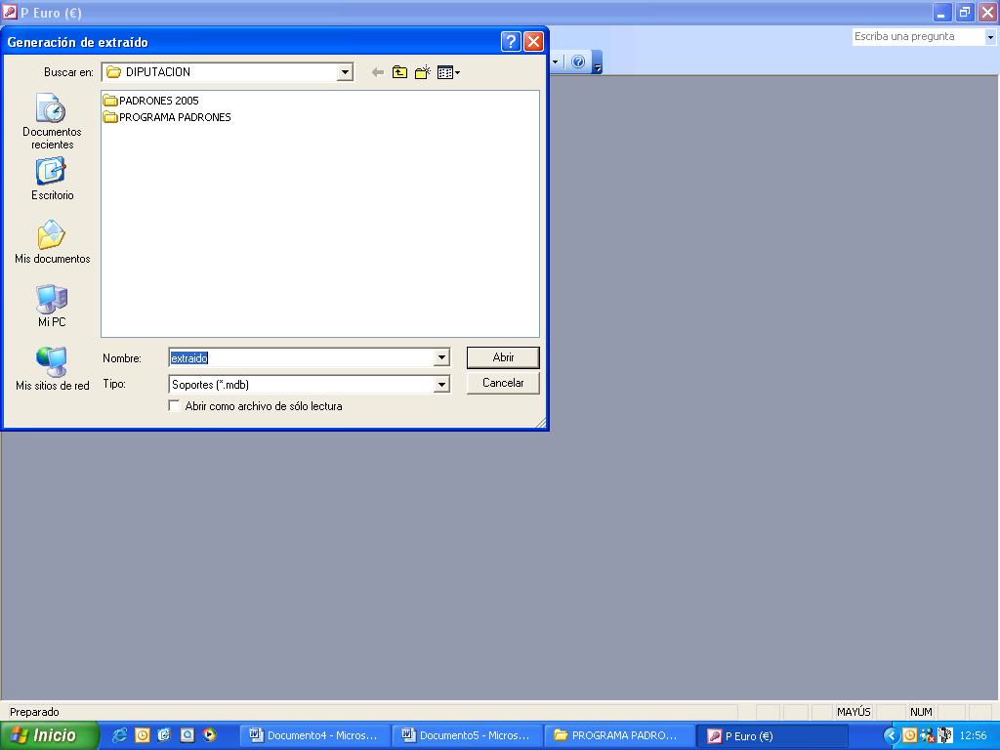 P Euro (€)
Generación de extraído
Escriba una pregunta
Buscar en:
DIPUTACION
PADRONES 2005
PROGRAMA PADRONES
Documentos
recientes
Escritorio
Mis documentos
Mi PC
Mis sitios de red
Nombre:
extraido
Abrir
Tipo:
Soportes (*.mdb)
Cancelar
Abrir como archivo de sólo lectura
Preparado
MAYÚS
NUM
Inicio
Documento4 - Micros...
Documento5 - Micros...
PROGRAMA PADRO...
P Euro (€)
12:56